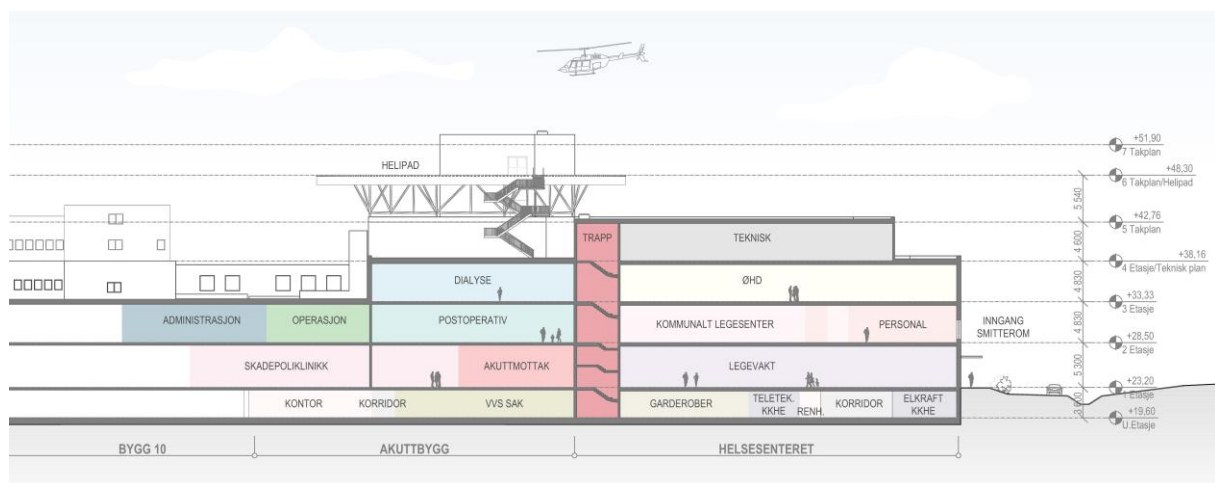 +51,90
7 Takplan
HELIPAD
+48,30
6 Takplan/Helipad
5 540
+42,76
5 Takplan
TRAPP
TEKNISK
4 600
+38,16
4 Etasje/Teknisk plan
DIALYSE
ØHD
4 830
+33,33
3 Etasje
ADMINISTRASJON
OPERASJON
POSTOPERATIV
KOMMUNALT LEGESENTER
PERSONAL
INNGANG
SMITTEROM
4 830
+28,50
2 Etasje
SKADEPOLIKLINIKK
AKUTTMOTTAK
LEGEVAKT
5 300
+23,20
1 Etasje
KONTOR
KORRIDOR
VVS SAK
GARDEROBER
TELETEK.
KKHE
RENH.
KORRIDOR
ELKRAFT
KKHE
3 600
+19,60
U.Etasje
BYGG 10
AKUTTBYGG
HELSESENTERET